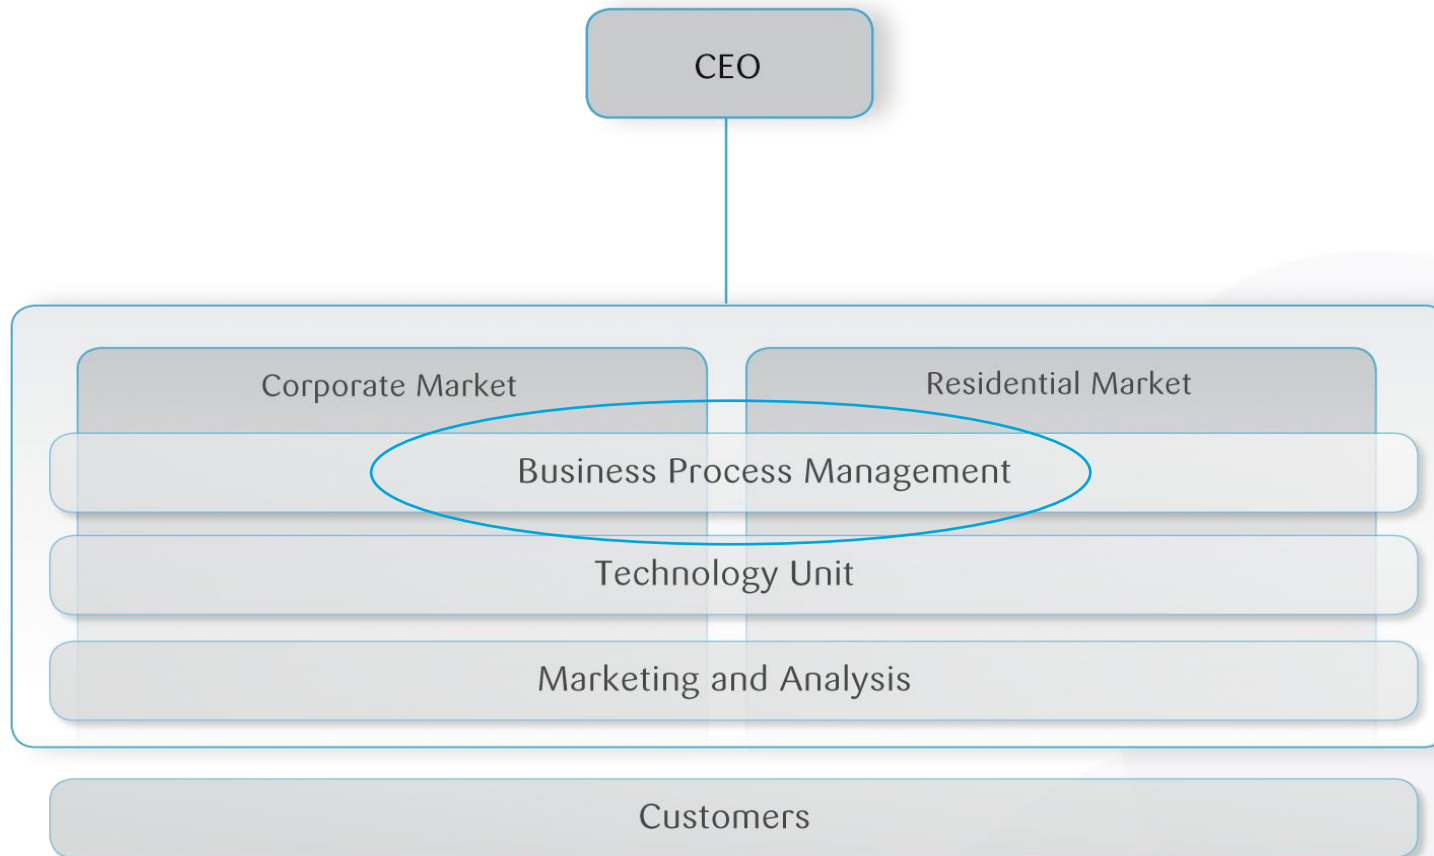 CEO
Corporate Market
Residential Market
Business Process Management
Technology Unit
Marketing and Analysis
Customers